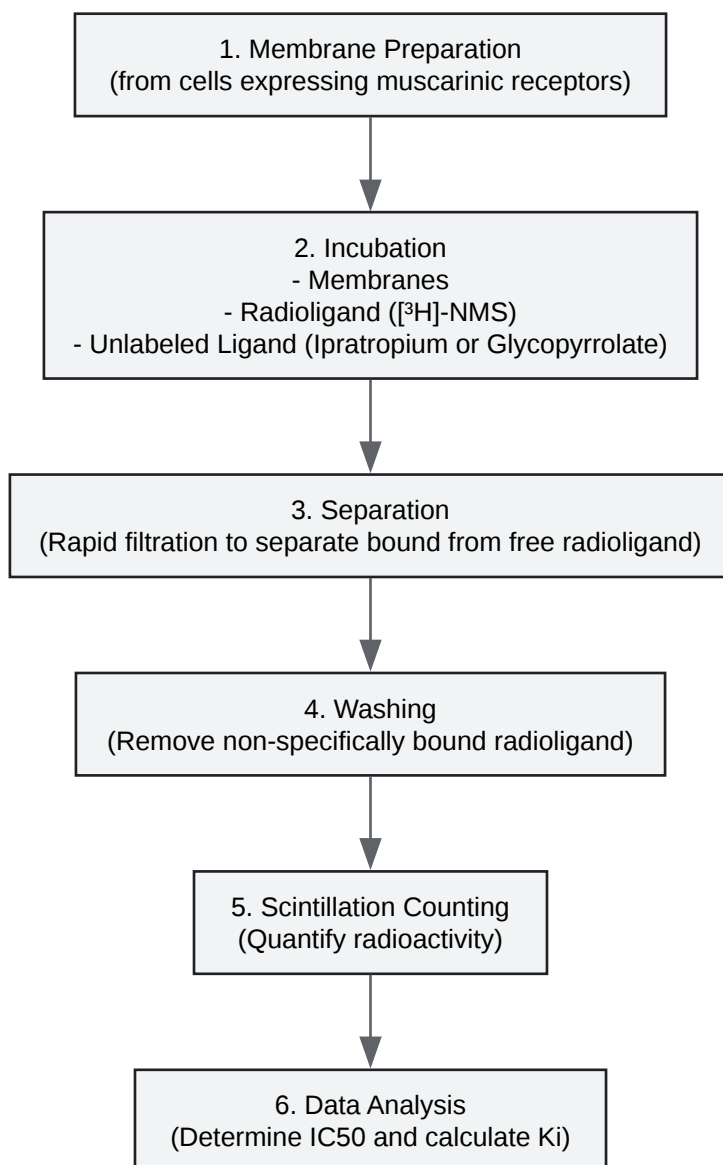 1. Membrane Preparation
(from cells expressing muscarinic receptors)
2. Incubation
- Membranes
- Radioligand ([³H]-NMS)
- Unlabeled Ligand (Ipratropium or Glycopyrrolate)
3. Separation
(Rapid filtration to separate bound from free radioligand)
4. Washing
(Remove non-specifically bound radioligand)
5. Scintillation Counting
(Quantify radioactivity)
6. Data Analysis
(Determine IC50 and calculate Ki)